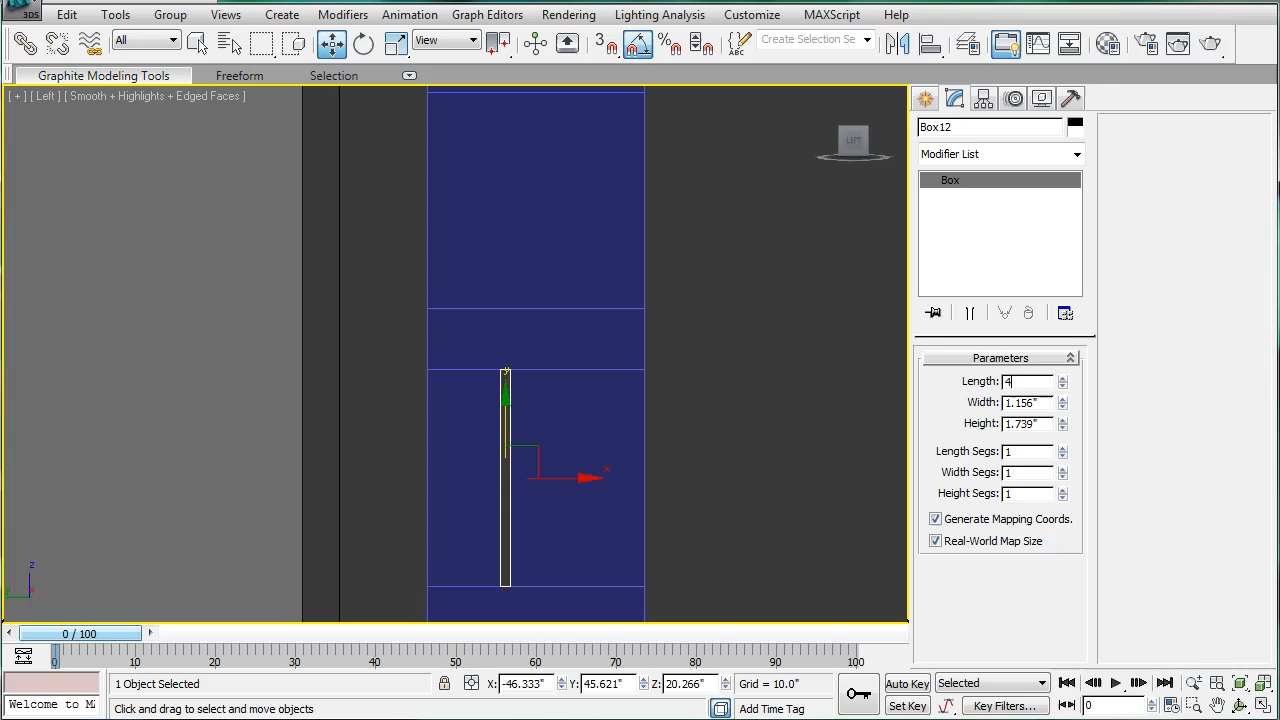 3DS Edit Tools Group Views Create Modifiers Animation Graph Editors Rendering Lighting Analysis Customize MAXScript Help
All View 3 Create Selection Se
Graphite Modeling Tools Freeform Selection
[ + ] [ Left ] [ Smooth + Highlights + Edged Faces ]
LEFT
Box12
Modifier List
Box
Parameters
Length: 4
Width: 1.156"
Height: 1.739"
Length Segs: 1
Width Segs: 1
Height Segs: 1
Generate Mapping Coords.
Real-World Map Size
y
x
z
y x
0 / 100
0 10 20 30 40 50 60 70 80 90 100
1 Object Selected X: -46.333" Y: 45.621" Z: 20.266" Grid = 10.0" Auto Key Selected
Welcome to M Click and drag to select and move objects Add Time Tag Set Key Key Filters... 0